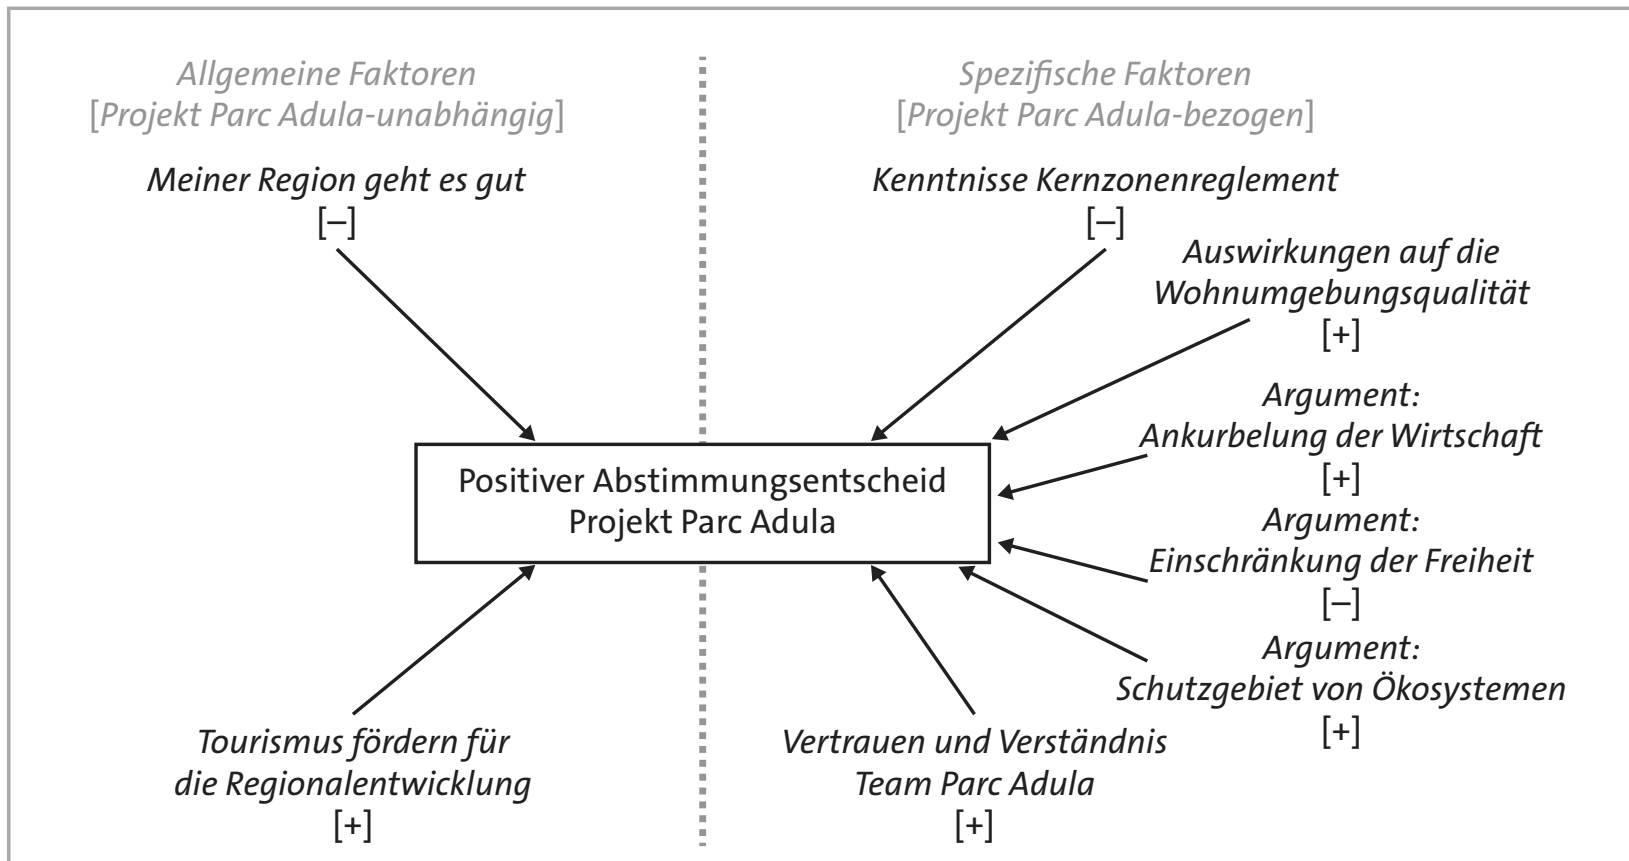 Allgemeine Faktoren
[Projekt Parc Adula-unabhängig]
Meiner Region geht es gut
[–]
Spezifische Faktoren
[Projekt Parc Adula-bezogen]
Kenntnisse Kernzonenreglement
[–]
Auswirkungen auf die
Wohnumgebungsqualität
[+]
Argument:
Ankurbelung der Wirtschaft
[+]
Positiver Abstimmungsentscheid
Projekt Parc Adula
Argument:
Einschränkung der Freiheit
[–]
Argument:
Schutzgebiet von Ökosystemen
[+]
Tourismus fördern für
die Regionalentwicklung
[+]
Vertrauen und Verständnis
Team Parc Adula
[+]